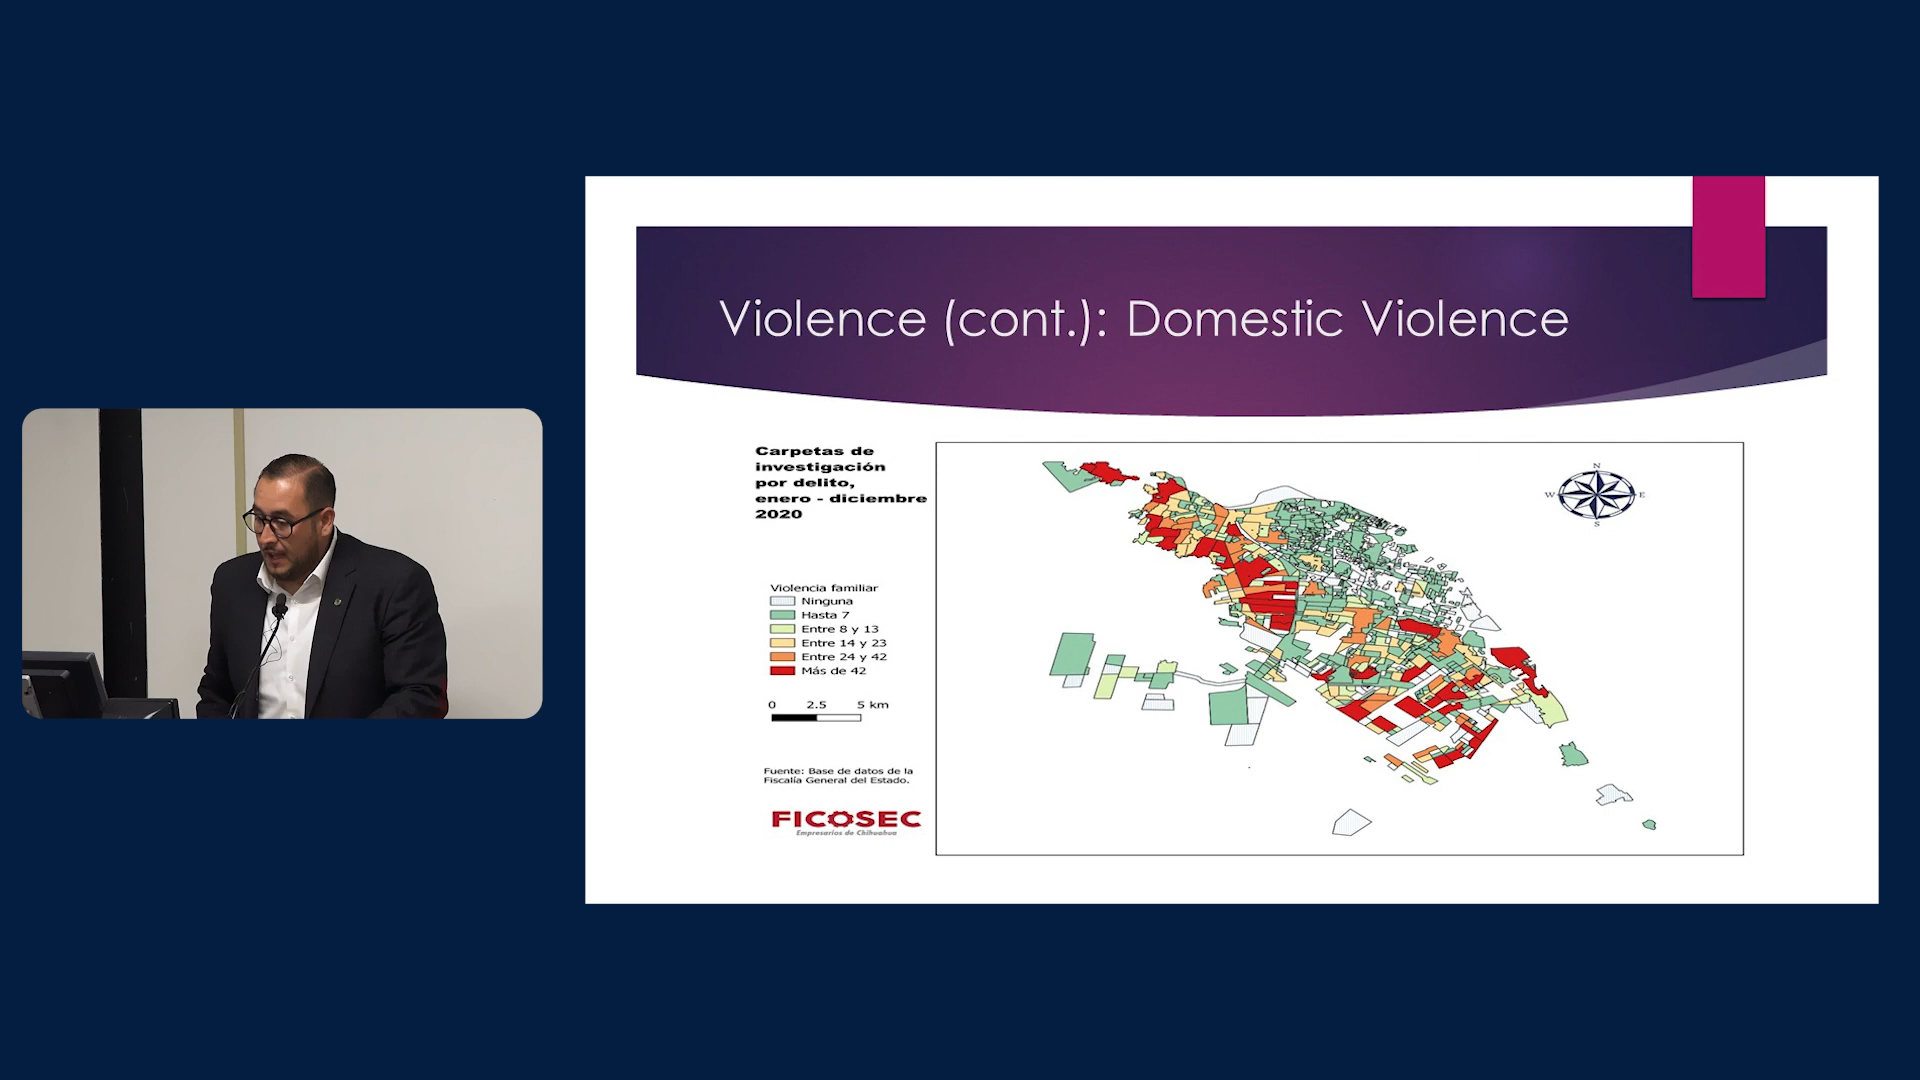 Violence (cont.): Domestic Violence
Carpetas de
investigación
por delito,
enero - diciembre
2020
Violencia familiar
Ninguna
Hasta 7
Entre 8 y 13
Entre 14 y 23
Entre 24 y 42
Más de 42
0 2.5 5 km
Fuente: Base de datos de la
Fiscalía General del Estado.
FICOSEC
Empresarios de Chihuahua
N
W E
S